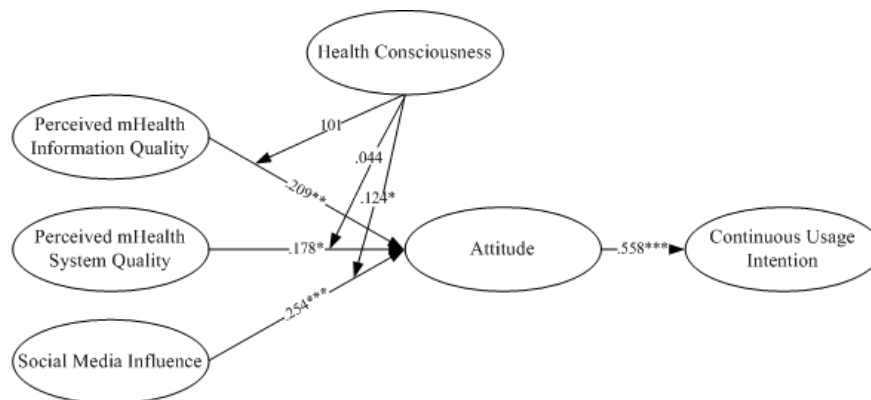 Health Consciousness
Perceived mHealth
Information Quality
101
.044
.209**
.124*
Perceived mHealth
System Quality
.178*
Attitude
.558***
Continuous Usage
Intention
.254***
Social Media Influence